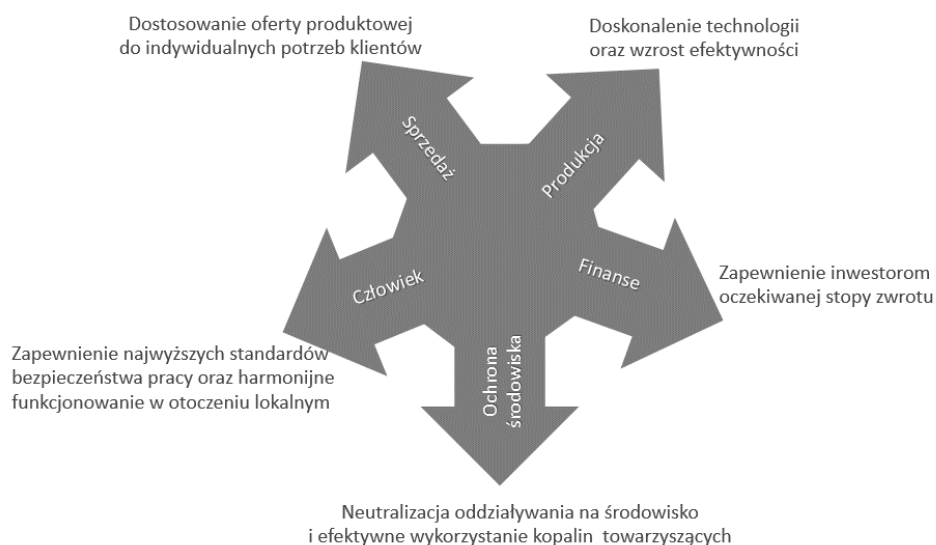 Dostosowanie oferty produktowej
do indywidualnych potrzeb klientów
Doskonalenie technologii
oraz wzrost efektywności
Sprzedaż
Produkcja
Człowiek
Finanse
Zapewnienie inwestorom
oczekiwanej stopy zwrotu
Zapewnienie najwyższych standardów
bezpieczeństwa pracy oraz harmonijne
funkcjonowanie w otoczeniu lokalnym
Ochrona
środowiska
Neutralizacja oddziaływania na środowisko
i efektywne wykorzystanie kopalin towarzyszących